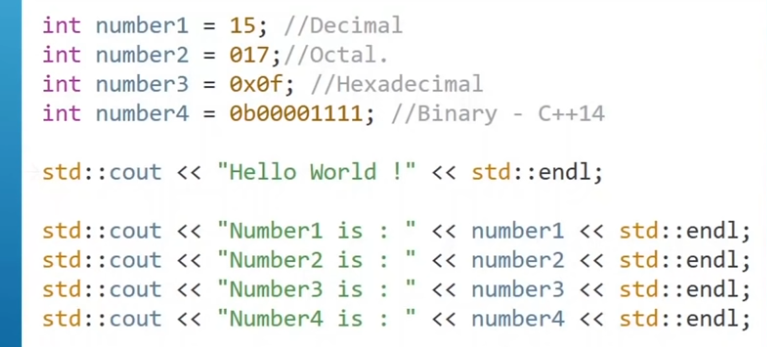 int number1 = 15; //Decimal
int number2 = 017;//Octal.
int number3 = 0x0f; //Hexadecimal
int number4 = 0b00001111; //Binary - C++14
std::cout << "Hello World !" << std::endl;
std::cout << "Number1 is : " << number1 << std::endl;
std::cout << "Number2 is : " << number2 << std::endl;
std::cout << "Number3 is : " << number3 << std::endl;
std::cout << "Number4 is : " << number4 << std::endl;